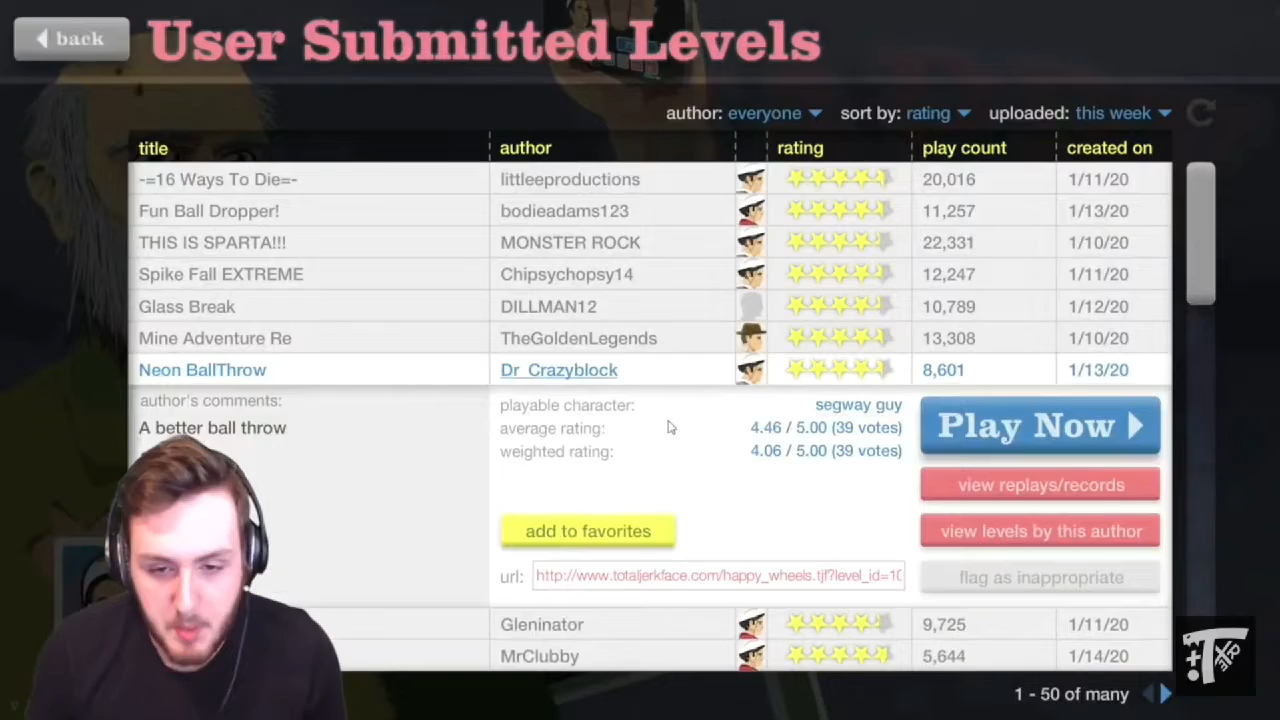 back
User Submitted Levels
author: everyone sort by: rating uploaded: this week
title author rating play count created on
-=16 Ways To Die=- littleeproductions 20,016 1/11/20
Fun Ball Dropper! bodieadams123 11,257 1/13/20
THIS IS SPARTA!!! MONSTER ROCK 22,331 1/10/20
Spike Fall EXTREME Chipsychopsy14 12,247 1/11/20
Glass Break DILLMAN12 10,789 1/12/20
Mine Adventure Re TheGoldenLegends 13,308 1/10/20
Neon BallThrow Dr_Crazyblock 8,601 1/13/20
author's comments:
A better ball throw
playable character: segway guy
average rating: 4.46 / 5.00 (39 votes)
weighted rating: 4.06 / 5.00 (39 votes)
add to favorites
url: http://www.totaljerkface.com/happy_wheels.tjf?level_id=10
Play Now
view replays/records
view levels by this author
flag as inappropriate
Gleninator 9,725 1/11/20
MrClubby 5,644 1/14/20
1 - 50 of many